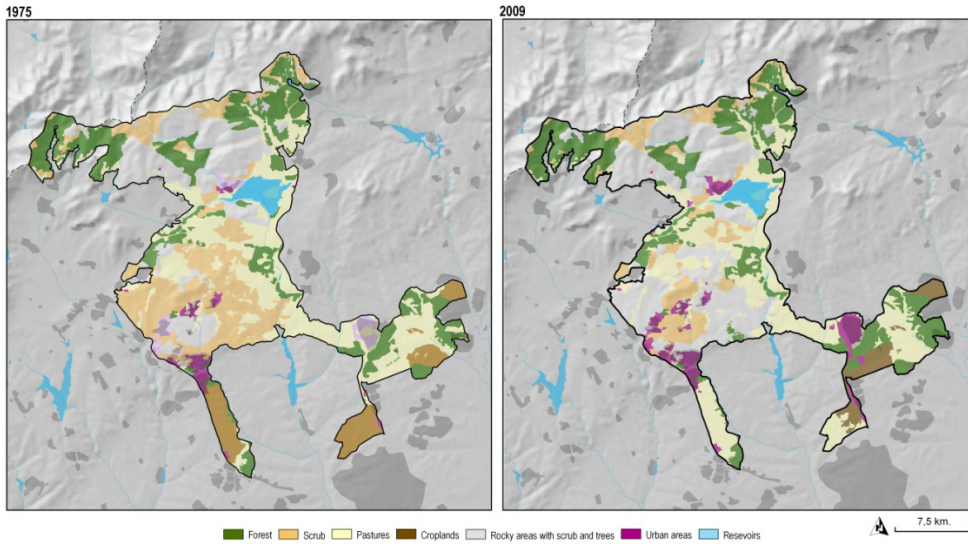 1975
2009
Forest
Scrub
Pastures
Croplands
Rocky areas with scrub and trees
Urban areas
Resevoirs
7,5 km.